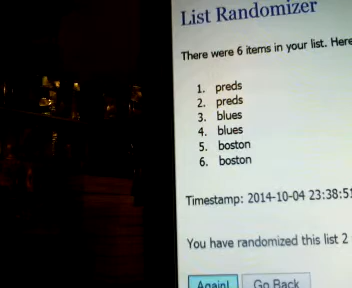 List Randomizer
There were 6 items in your list. Here
1. preds
2. preds
3. blues
4. blues
5. boston
6. boston
Timestamp: 2014-10-04 23:38:51
You have randomized this list 2
Again!
Go Back